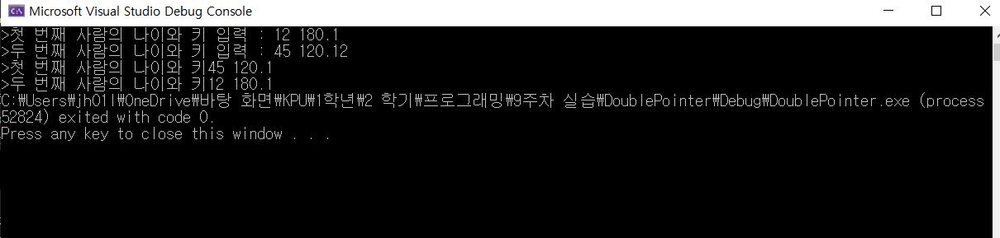 Microsoft Visual Studio Debug Console
>첫 번째 사람의 나이와 키 입력 : 12 180.1
>두 번째 사람의 나이와 키 입력 : 45 120.12
>첫 번째 사람의 나이와 키45 120.1
>두 번째 사람의 나이와 키12 180.1
C:₩Users₩jh01l₩OneDrive₩바탕 화면₩KPU₩1학년₩2 학기₩프로그래밍₩9주차 실습₩DoublePointer₩Debug₩DoublePointer.exe (process
52824) exited with code 0.
Press any key to close this window . . .